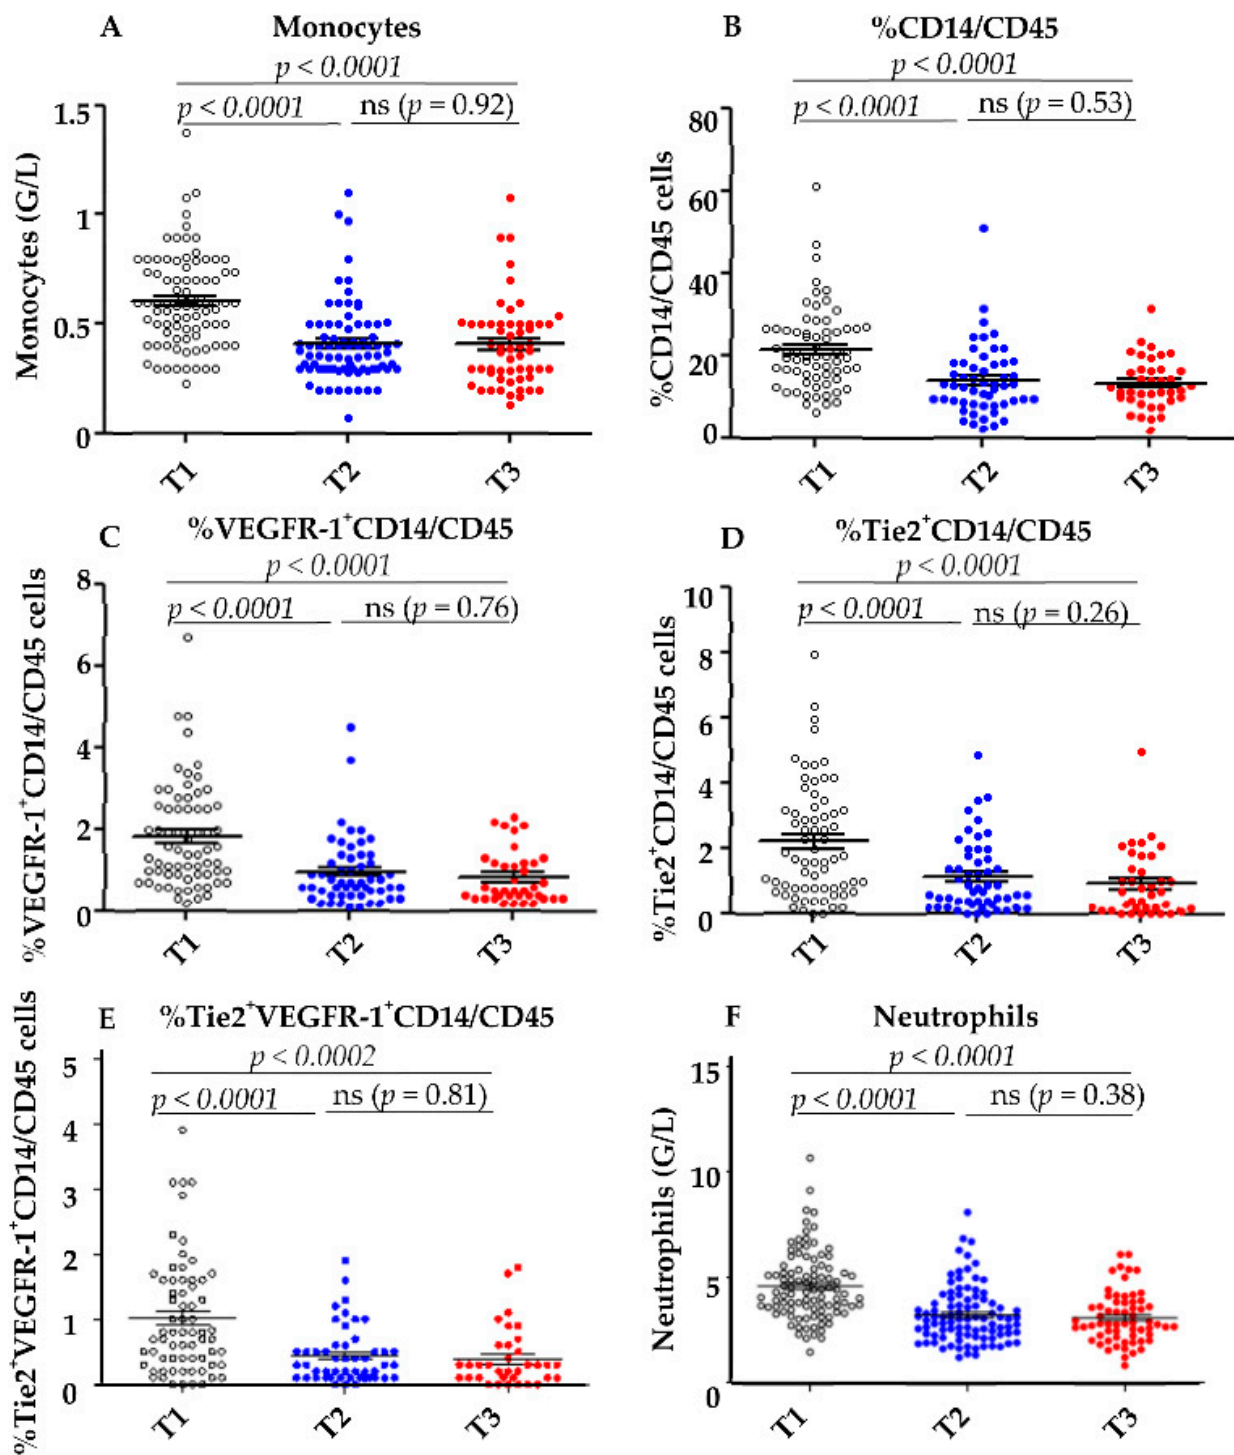 A Monocytes
p < 0.0001
p < 0.0001 ns (p = 0.92)
Monocytes (G/L)
1.5
1
0.5
0
T1 T2 T3
B %CD14/CD45
p < 0.0001
p < 0.0001 ns (p = 0.53)
%CD14/CD45 cells
80
60
40
20
0
T1 T2 T3
C %VEGFR-1⁺CD14/CD45
p < 0.0001
p < 0.0001 ns (p = 0.76)
%VEGFR-1⁺CD14/CD45 cells
8
6
4
2
0
T1 T2 T3
D %Tie2⁺CD14/CD45
p < 0.0001
p < 0.0001 ns (p = 0.26)
%Tie2⁺CD14/CD45 cells
10
8
6
4
2
0
T1 T2 T3
E %Tie2⁺VEGFR-1⁺CD14/CD45
p < 0.0002
p < 0.0001 ns (p = 0.81)
%Tie2⁺VEGFR-1⁺CD14/CD45 cells
5
4
3
2
1
0
T1 T2 T3
F Neutrophils
p < 0.0001
p < 0.0001 ns (p = 0.38)
Neutrophils (G/L)
15
10
5
0
T1 T2 T3